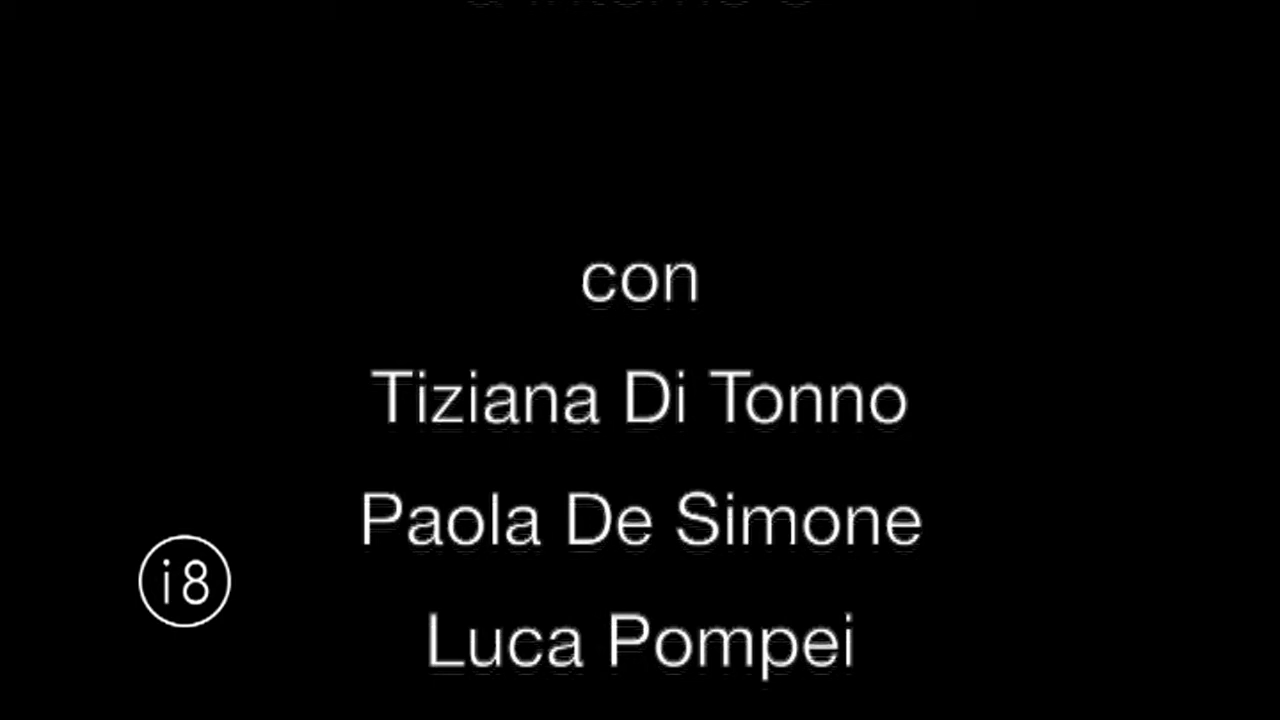 con
Tiziana Di Tonno
Paola De Simone
i8
Luca Pompei